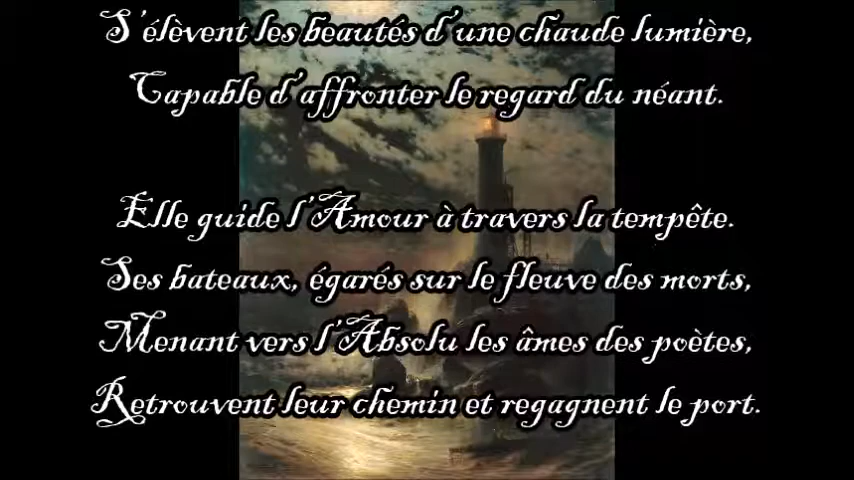 S'élèvent les beautés d'une chaude lumière,
Capable d'affronter le regard du néant.
Elle guide l'Amour à travers la tempête.
Ses bateaux, égarés sur le fleuve des morts,
Menant vers l'Absolu les âmes des poètes,
Retrouvent leur chemin et regagnent le port.